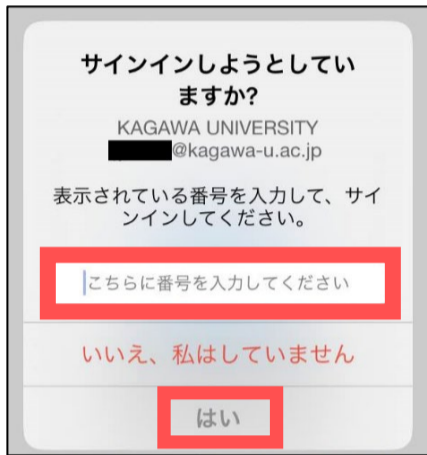 サインインしようとしてい
ますか?
KAGAWA UNIVERSITY
@kagawa-u.ac.jp
表示されている番号を入力して、サイ
ンインしてください。
こちらに番号を入力してください
いいえ、私はしていません
はい